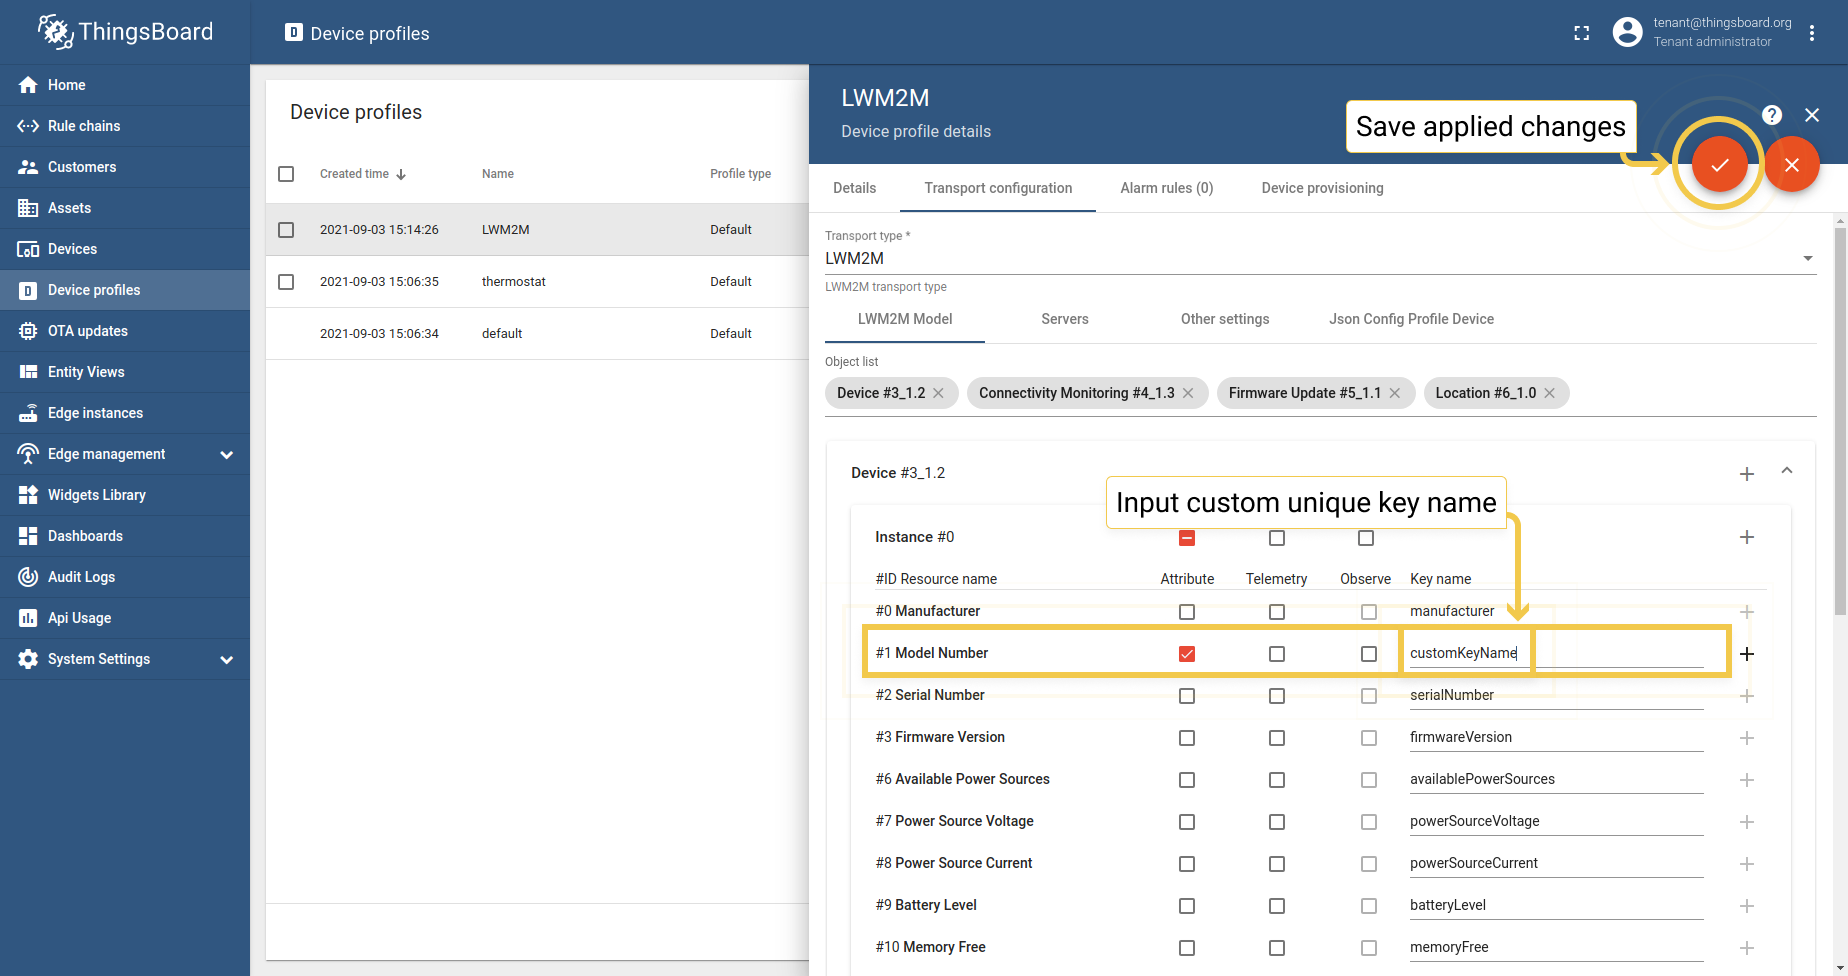 ThingsBoard
Device profiles
tenant@thingsboard.org
Tenant administrator
Home
Rule chains
Customers
Assets
Devices
Device profiles
OTA updates
Entity Views
Edge instances
Edge management
Widgets Library
Dashboards
Audit Logs
Api Usage
System Settings
Device profiles
Created time Name Profile type
2021-09-03 15:14:26 LWM2M Default
2021-09-03 15:06:35 thermostat Default
2021-09-03 15:06:34 default Default
LWM2M
Device profile details
Save applied changes
Details Transport configuration Alarm rules (0) Device provisioning
Transport type *
LWM2M
LWM2M transport type
LWM2M Model Servers Other settings Json Config Profile Device
Object list
Device #3_1.2 Connectivity Monitoring #4_1.3 Firmware Update #5_1.1 Location #6_1.0
Device #3_1.2
Input custom unique key name
Instance #0
#ID Resource name Attribute Telemetry Observe Key name
#0 Manufacturer manufacturer
#1 Model Number customKeyName
#2 Serial Number serialNumber
#3 Firmware Version firmwareVersion
#6 Available Power Sources availablePowerSources
#7 Power Source Voltage powerSourceVoltage
#8 Power Source Current powerSourceCurrent
#9 Battery Level batteryLevel
#10 Memory Free memoryFree